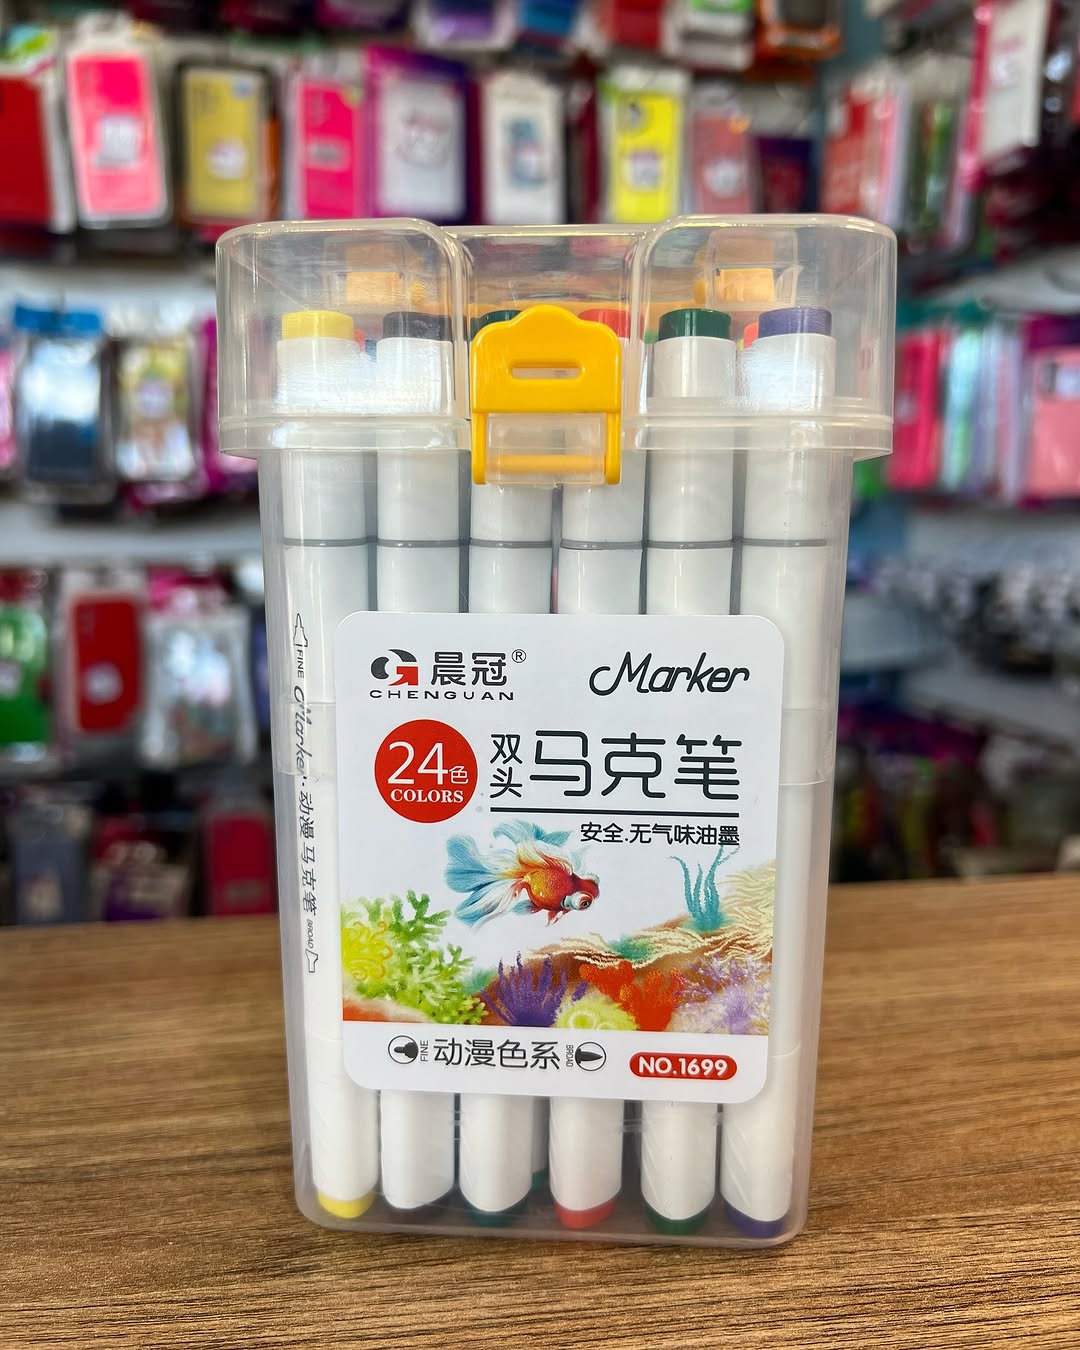 晨冠®
CHENGUAN
Marker
24色
COLORS
双头
马克笔
安全.无气味油墨
FINE
动漫色系
BROAD
NO.1699
FINE Marker 动漫马克笔 BROAD